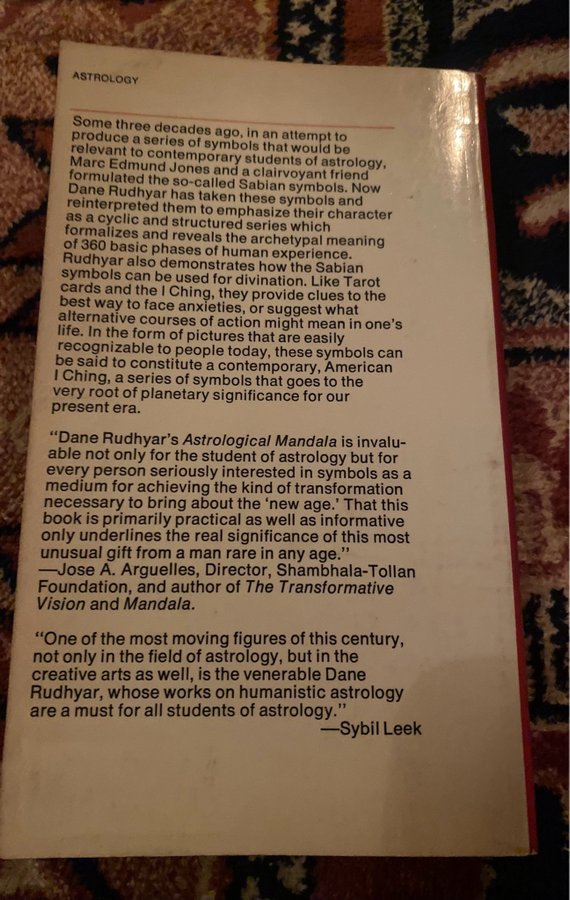 ASTROLOGY
Some three decades ago, in an attempt to
produce a series of symbols that would be
relevant to contemporary students of astrology,
Marc Edmund Jones and a clairvoyant friend
formulated the so-called Sabian symbols. Now
Dane Rudhyar has taken these symbols and
reinterpreted them to emphasize their character
as a cyclic and structured series which
formalizes and reveals the archetypal meaning
of 360 basic phases of human experience.
Rudhyar also demonstrates how the Sabian
symbols can be used for divination. Like Tarot
cards and the I Ching, they provide clues to the
best way to face anxieties, or suggest what
alternative courses of action might mean in one's
life. In the form of pictures that are easily
recognizable to people today, these symbols can
be said to constitute a contemporary, American
I Ching, a series of symbols that goes to the
very root of planetary significance for our
present era.
"Dane Rudhyar's Astrological Mandala is invalu-
able not only for the student of astrology but for
every person seriously interested in symbols as a
medium for achieving the kind of transformation
necessary to bring about the 'new age.' That this
book is primarily practical as well as informative
only underlines the real significance of this most
unusual gift from a man rare in any age."
—Jose A. Arguelles, Director, Shambhala-Tollan
Foundation, and author of The Transformative
Vision and Mandala.
"One of the most moving figures of this century,
not only in the field of astrology, but in the
creative arts as well, is the venerable Dane
Rudhyar, whose works on humanistic astrology
are a must for all students of astrology."
—Sybil Leek